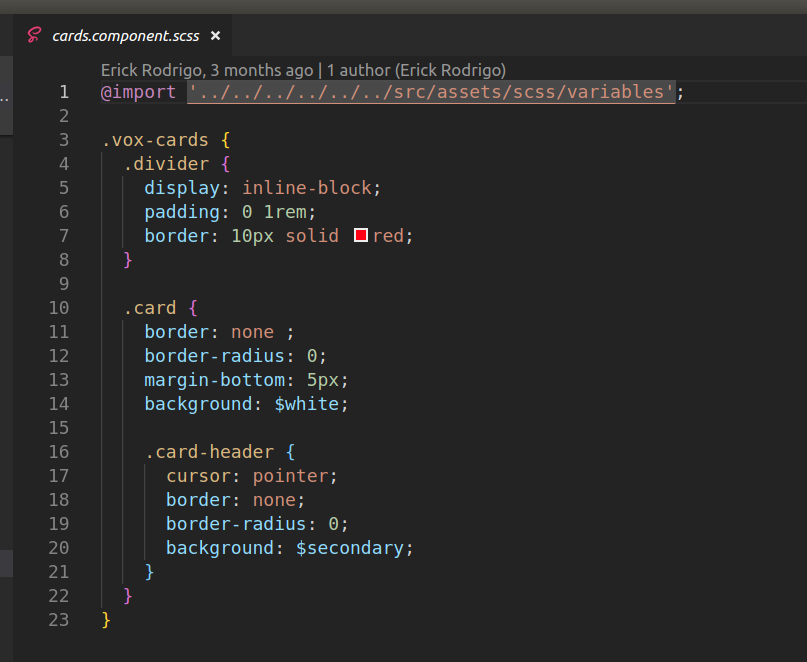 cards.component.scss ×
Erick Rodrigo, 3 months ago | 1 author (Erick Rodrigo)
1 @import '../../../../../../src/assets/scss/variables';
2
3 .vox-cards {
4 .divider {
5 display: inline-block;
6 padding: 0 1rem;
7 border: 10px solid red;
8 }
9
10 .card {
11 border: none ;
12 border-radius: 0;
13 margin-bottom: 5px;
14 background: $white;
15
16 .card-header {
17 cursor: pointer;
18 border: none;
19 border-radius: 0;
20 background: $secondary;
21 }
22 }
23 }